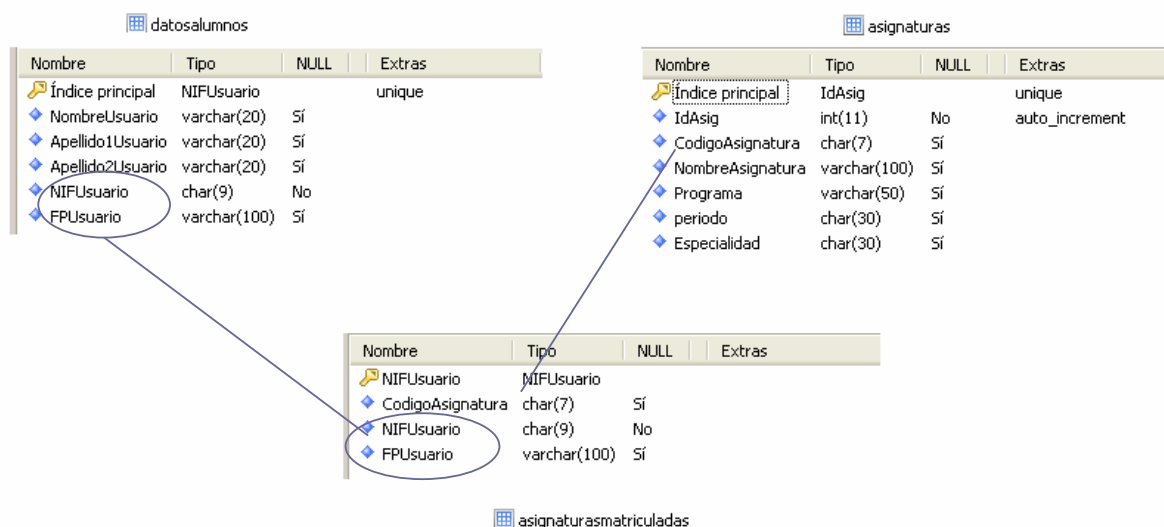 datosalumnos
Nombre Tipo NULL Extras
Índice principal NIFUsuario unique
NombreUsuario varchar(20) Sí
Apellido1Usuario varchar(20) Sí
Apellido2Usuario varchar(20) Sí
NIFUsuario char(9) No
FPUsuario varchar(100) Sí
asignaturas
Nombre Tipo NULL Extras
Índice principal IdAsig unique
IdAsig int(11) No auto_increment
CodigoAsignatura char(7) Sí
NombreAsignatura varchar(100) Sí
Programa varchar(50) Sí
periodo char(30) Sí
Especialidad char(30) Sí
Nombre Tipo NULL Extras
NIFUsuario NIFUsuario
CodigoAsignatura char(7) Sí
NIFUsuario char(9) No
FPUsuario varchar(100) Sí
asignaturasmatriculadas